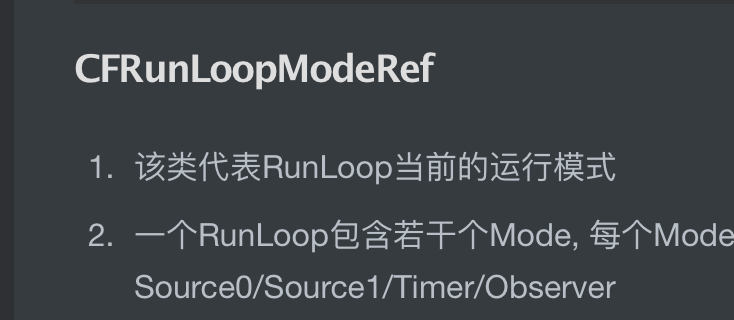 CFRunLoopModeRef
1. 该类代表RunLoop当前的运行模式
2. 一个RunLoop包含若干个Mode, 每个Mode
Source0/Source1/Timer/Observer